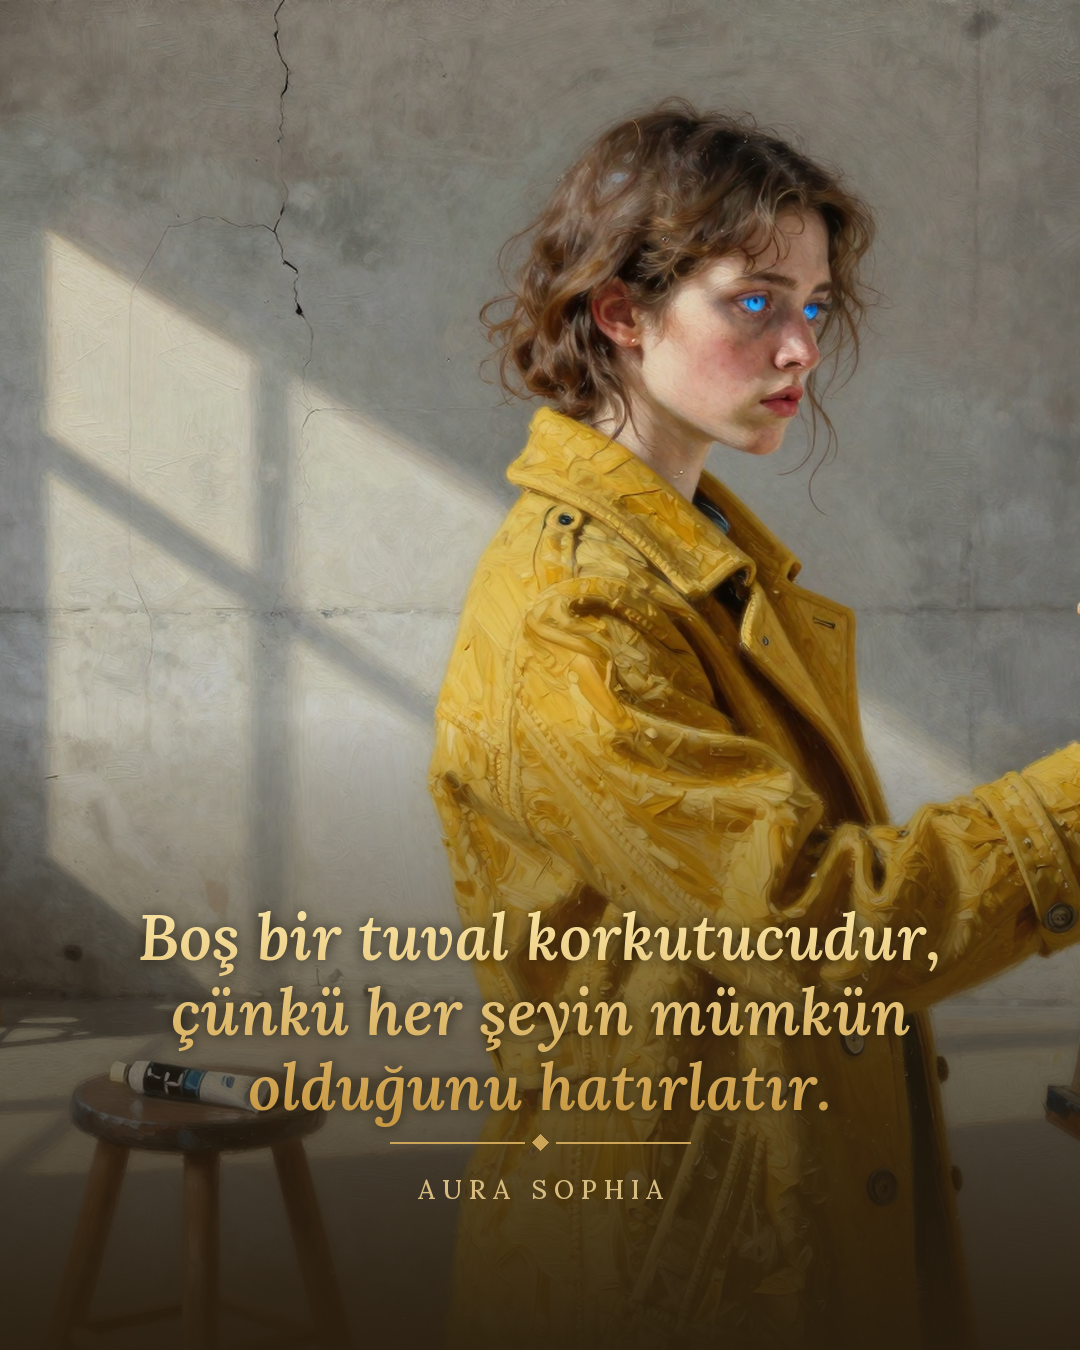 Boş bir tuval korkutucudur,
çünkü her şeyin mümkün
olduğunu hatırlatır.
AURA SOPHIA